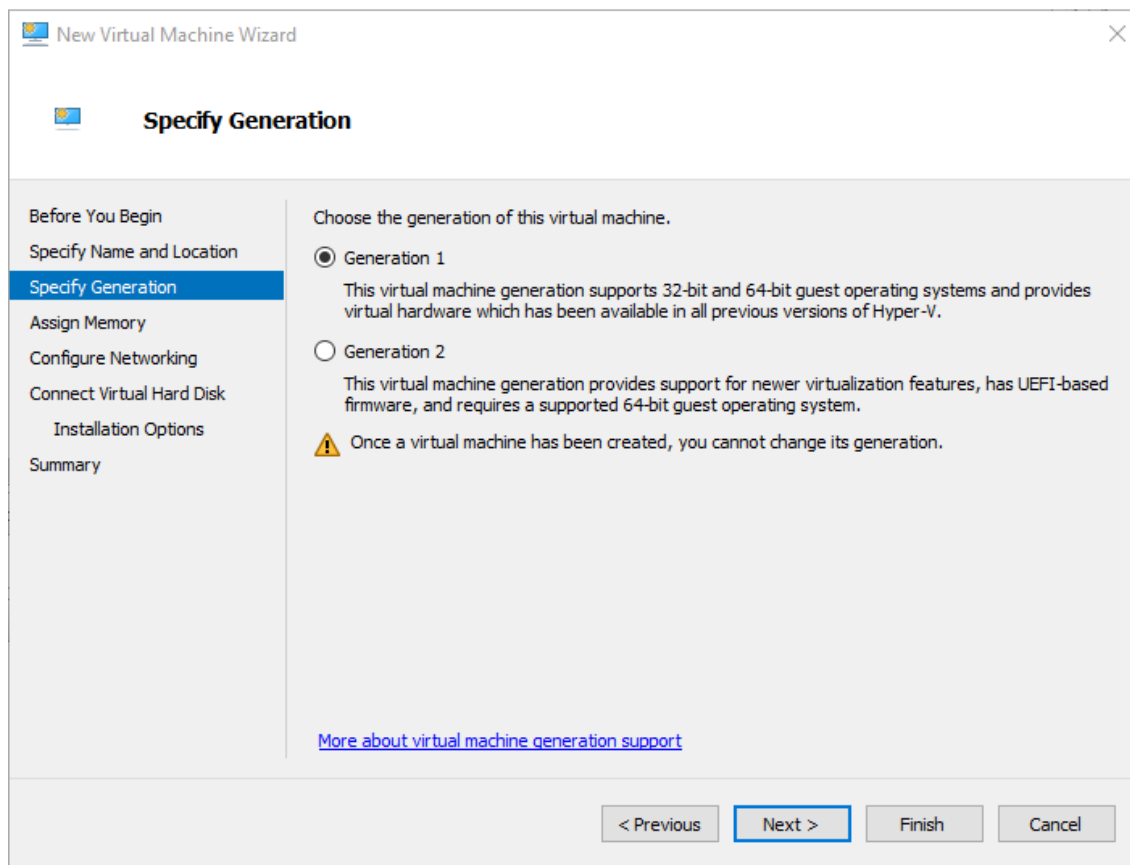 New Virtual Machine Wizard
Specify Generation
Before You Begin
Specify Name and Location
Specify Generation
Assign Memory
Configure Networking
Connect Virtual Hard Disk
Installation Options
Summary
Choose the generation of this virtual machine.
Generation 1
This virtual machine generation supports 32-bit and 64-bit guest operating systems and provides
virtual hardware which has been available in all previous versions of Hyper-V.
Generation 2
This virtual machine generation provides support for newer virtualization features, has UEFI-based
firmware, and requires a supported 64-bit guest operating system.
Once a virtual machine has been created, you cannot change its generation.
More about virtual machine generation support
< Previous
Next >
Finish
Cancel